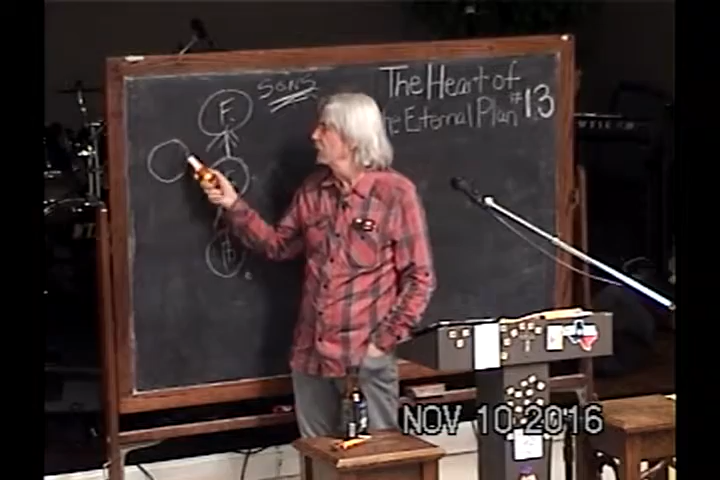 SONS
The Heart of
the Eternal Plan #13
F.
B
NOV 10 2016